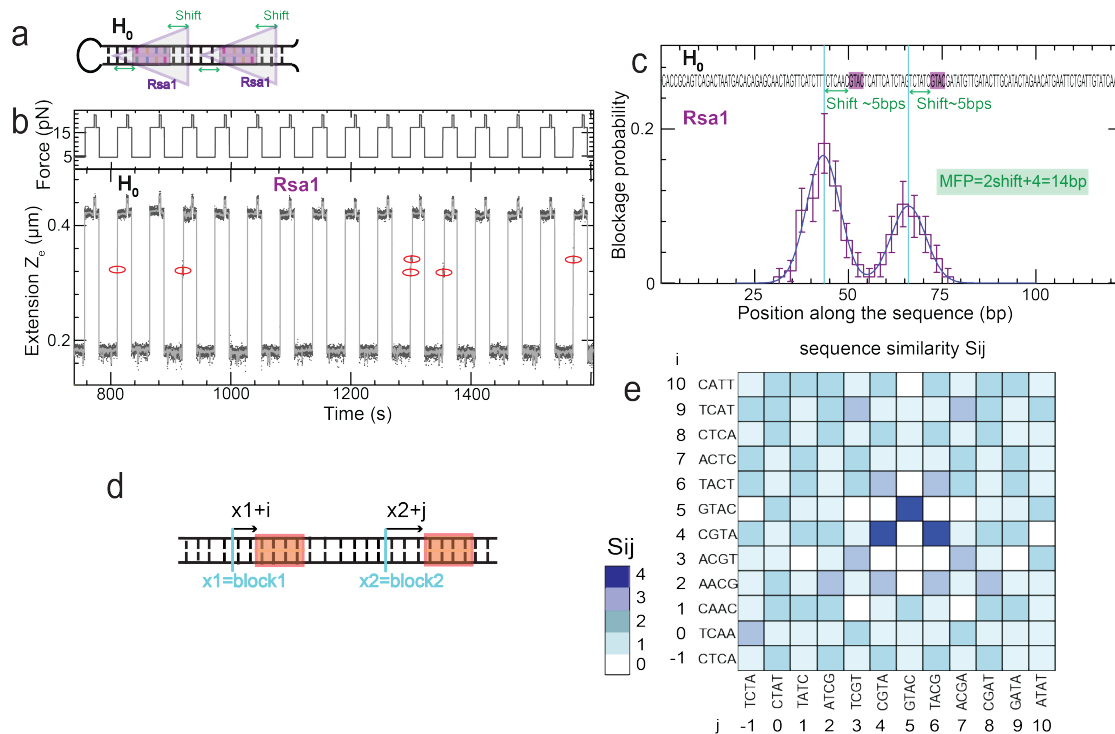 a
H₀
Shift
Shift
Rsa1
Rsa1
b
Force (pN)
15
5
H₀
Rsa1
Extension Zₑ (µm)
0.4
0.2
800
1000
1200
1400
Time (s)
c
H₀
CACCGCAGTCAGACTAATGACACAGAGCAACTAGTTCATCTTTCTCAACGTACTCATTCATCTAGTCTATCGTACGATATGTTGATACTTGCATACTAGAACATGAATTCTGATTGTATCAA
Shift ~5bps
Shift~5bps
Rsa1
MFP=2shift+4=14bp
Blockage probability
0.2
0
25
50
75
100
Position along the sequence (bp)
d
x1+i
x2+j
x1=block1
x2=block2
sequence similarity Sij
e
i
10 CATT
9 TCAT
8 CTCA
7 ACTC
6 TACT
5 GTAC
4 CGTA
3 ACGT
2 AACG
1 CAAC
0 TCAA
-1 CTCA
Sij
4
3
2
1
0
TCTA CTAT TATC ATCG TCGT CGTA GTAC TACG ACGA CGAT GATA ATAT
j -1 0 1 2 3 4 5 6 7 8 9 10